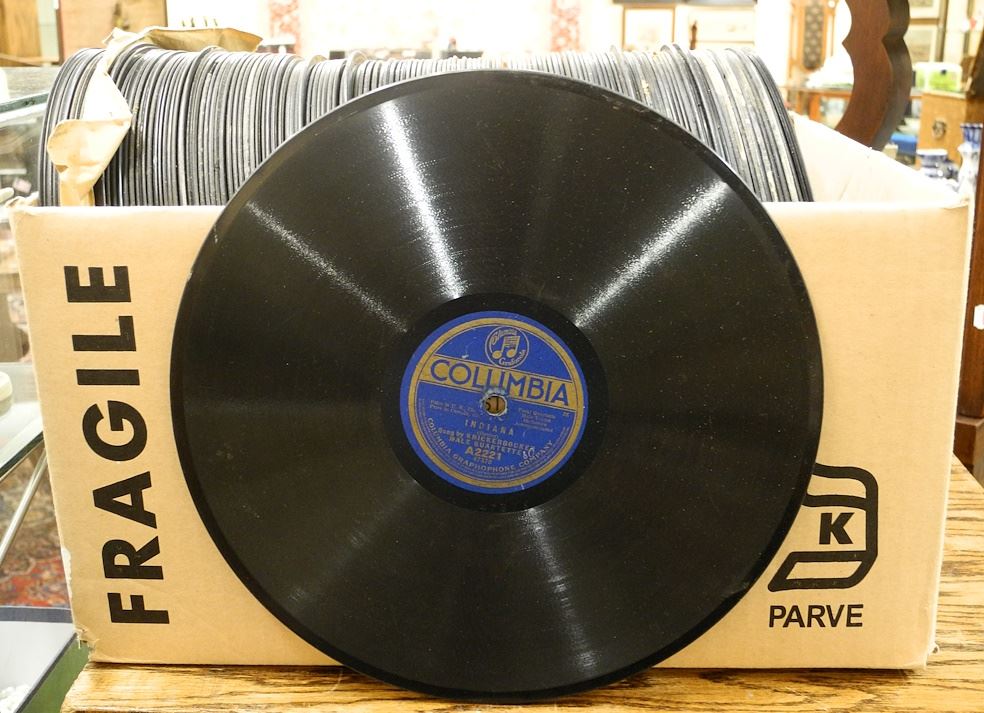 FRAGILE
COLUMBIA
INDIANA
Sung by KNICKERBOCKER
MALE QUARTETTE
A2221
COLUMBIA GRAPHOPHONE COMPANY
K
PARVE